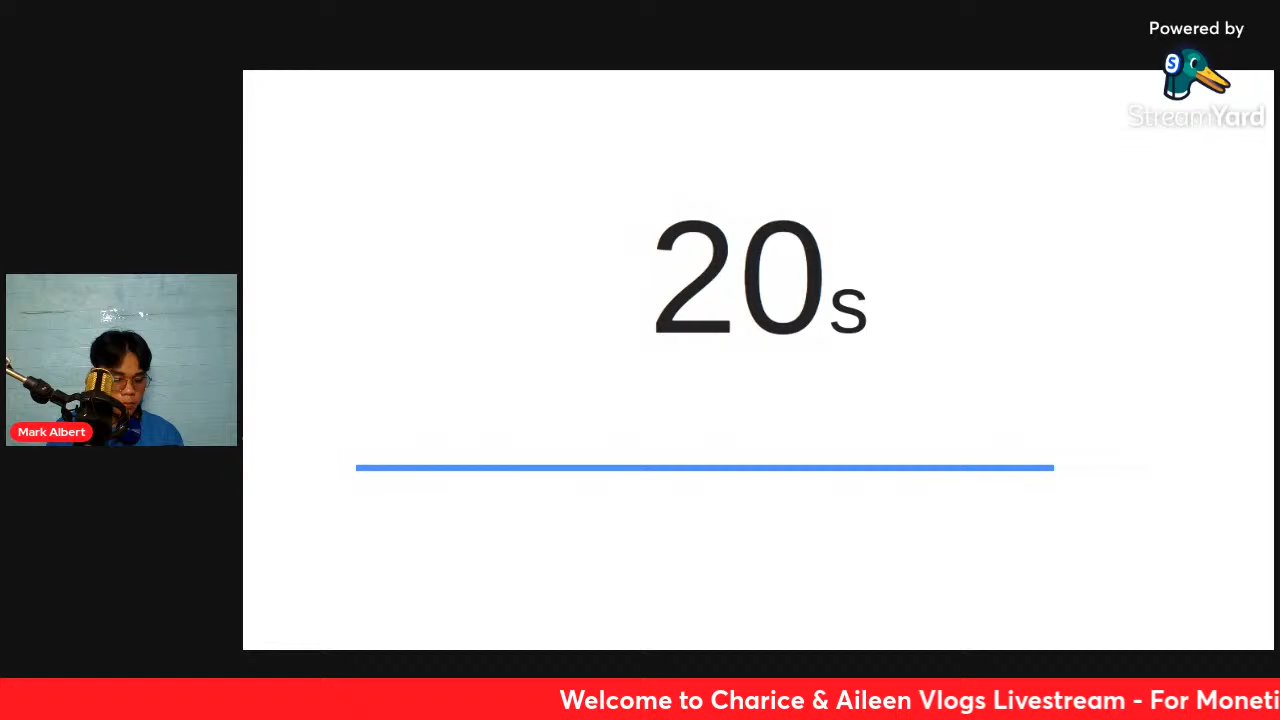 Powered by
StreamYard
20s
Mark Albert
Welcome to Charice & Aileen Vlogs Livestream - For Moneti